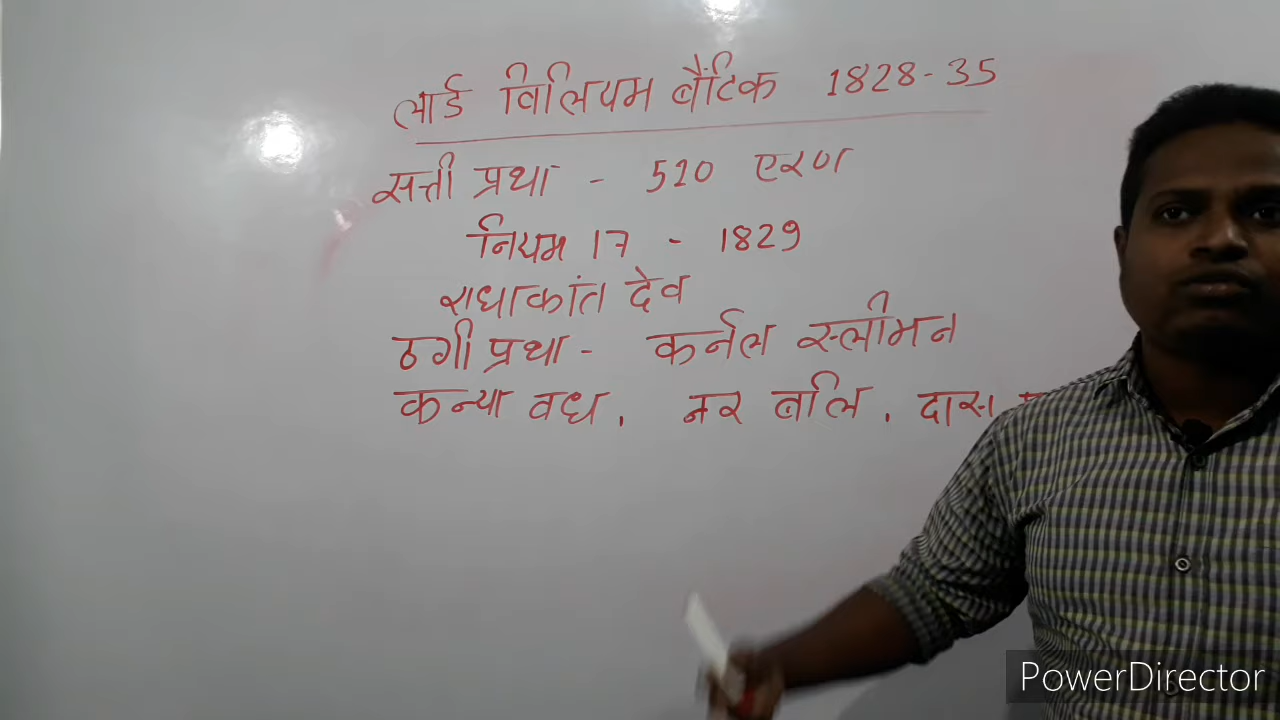 लार्ड विलियम बैंटिक 1828-35
सत्ती प्रथा - 510 एरण
नियम 17 - 1829
राधाकांत देव
ठगी प्रथा - कर्नल स्लीमन
कन्या वध, नर बलि, दास
PowerDirector